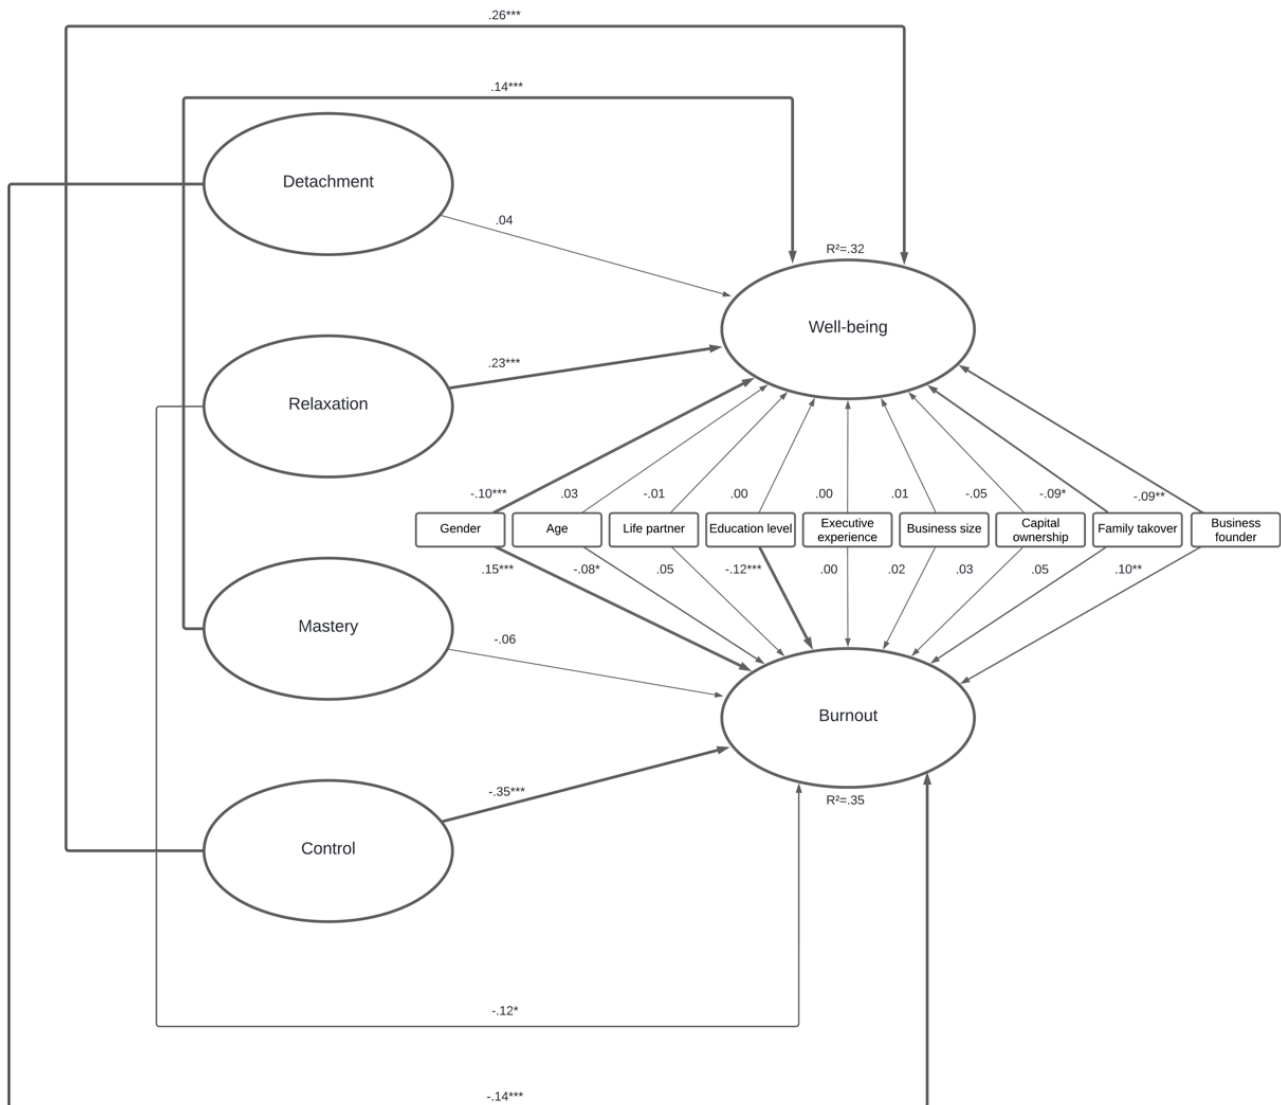 .26***
.14***
Detachment
.04
R²=.32
Well-being
.23***
Relaxation
-.10***
.03
-.01
.00
.00
.01
-.05
-.09*
-.09**
Gender
Age
Life partner
Education level
Executive
experience
Business size
Capital
ownership
Family takover
Business
founder
.15***
-.08*
.05
-.12***
.00
.02
.03
.05
.10**
Mastery
-.06
Burnout
R²=.35
-.35***
Control
-.12*
-.14***